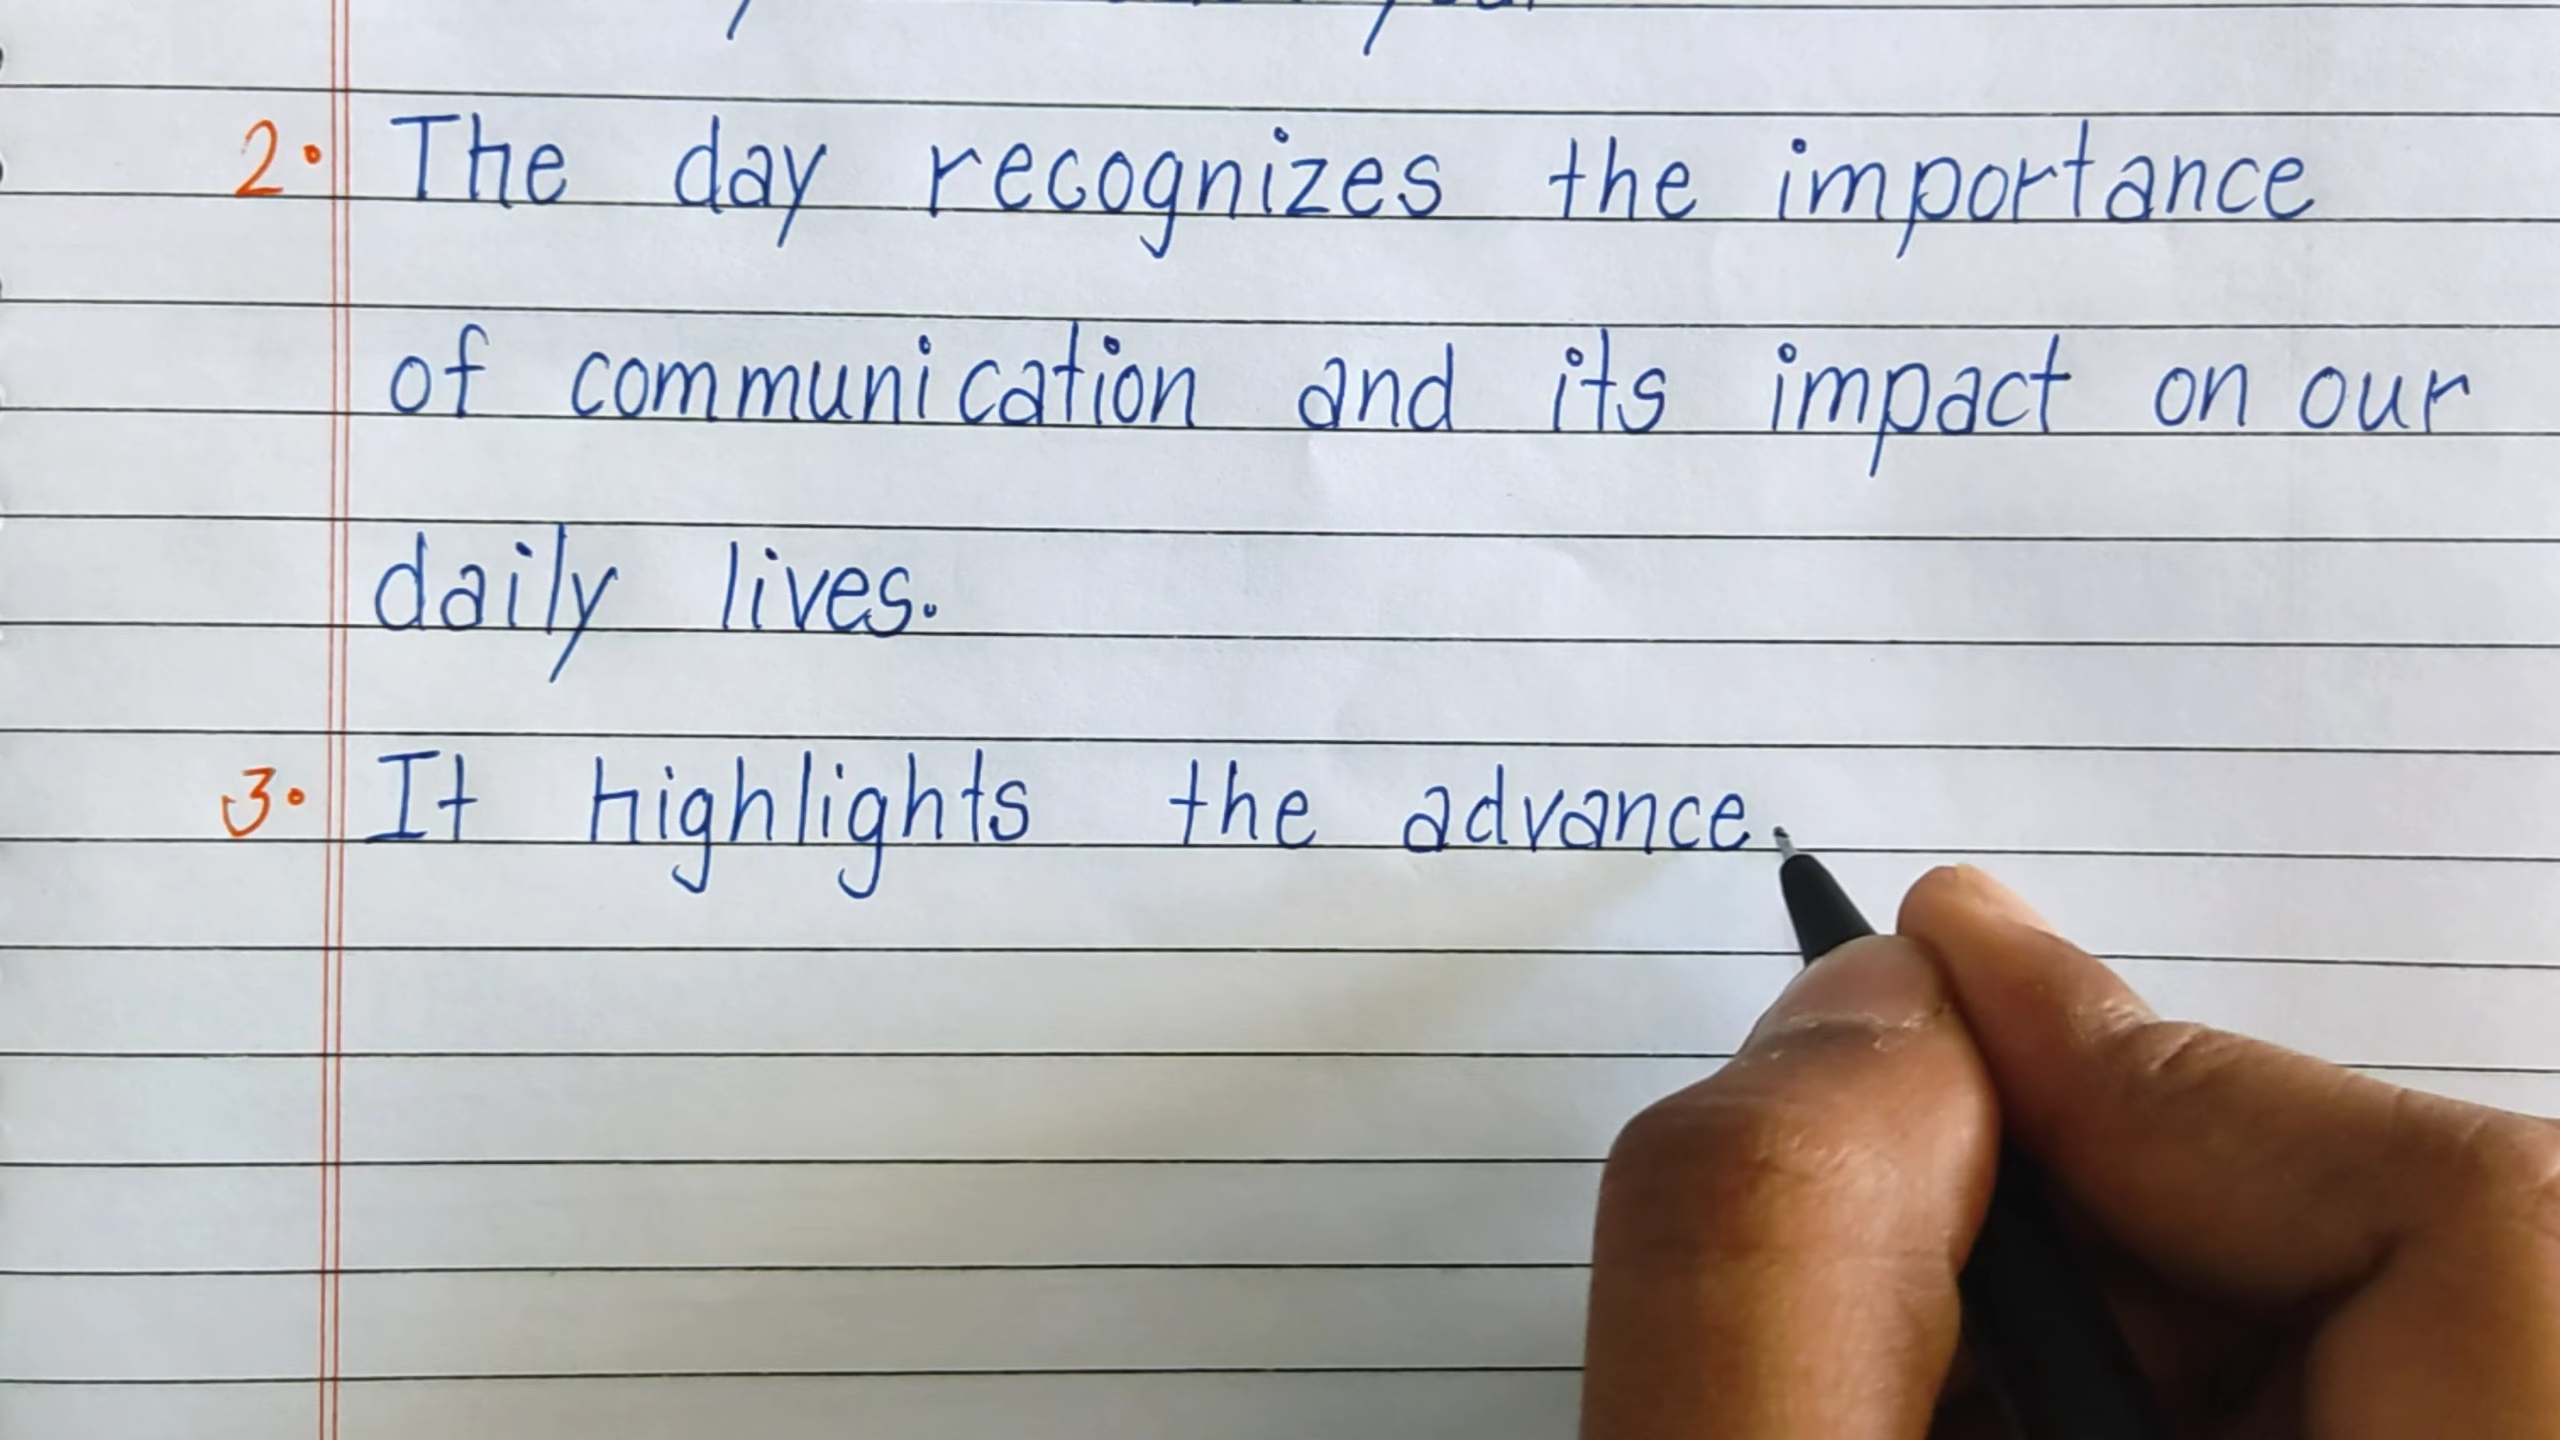 2. The day recognizes the importance
of communication and its impact on our
daily lives.
3. It highlights the advance